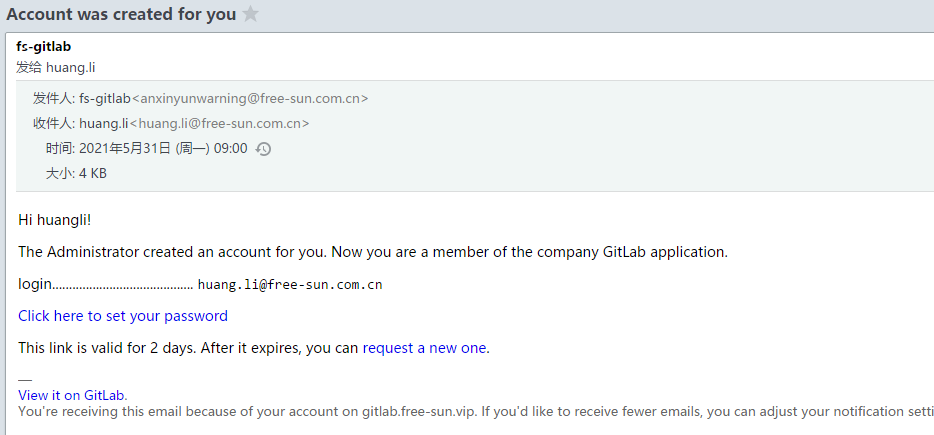 Account was created for you
fs-gitlab
发给 huang.li
发件人: fs-gitlab<anxinyunwarning@free-sun.com.cn>
收件人: huang.li<huang.li@free-sun.com.cn>
时间: 2021年5月31日 (周一) 09:00
大小: 4 KB
Hi huangli!
The Administrator created an account for you. Now you are a member of the company GitLab application.
login.......................................... huang.li@free-sun.com.cn
Click here to set your password
This link is valid for 2 days. After it expires, you can request a new one.
—
View it on GitLab.
You're receiving this email because of your account on gitlab.free-sun.vip. If you'd like to receive fewer emails, you can adjust your notification setti